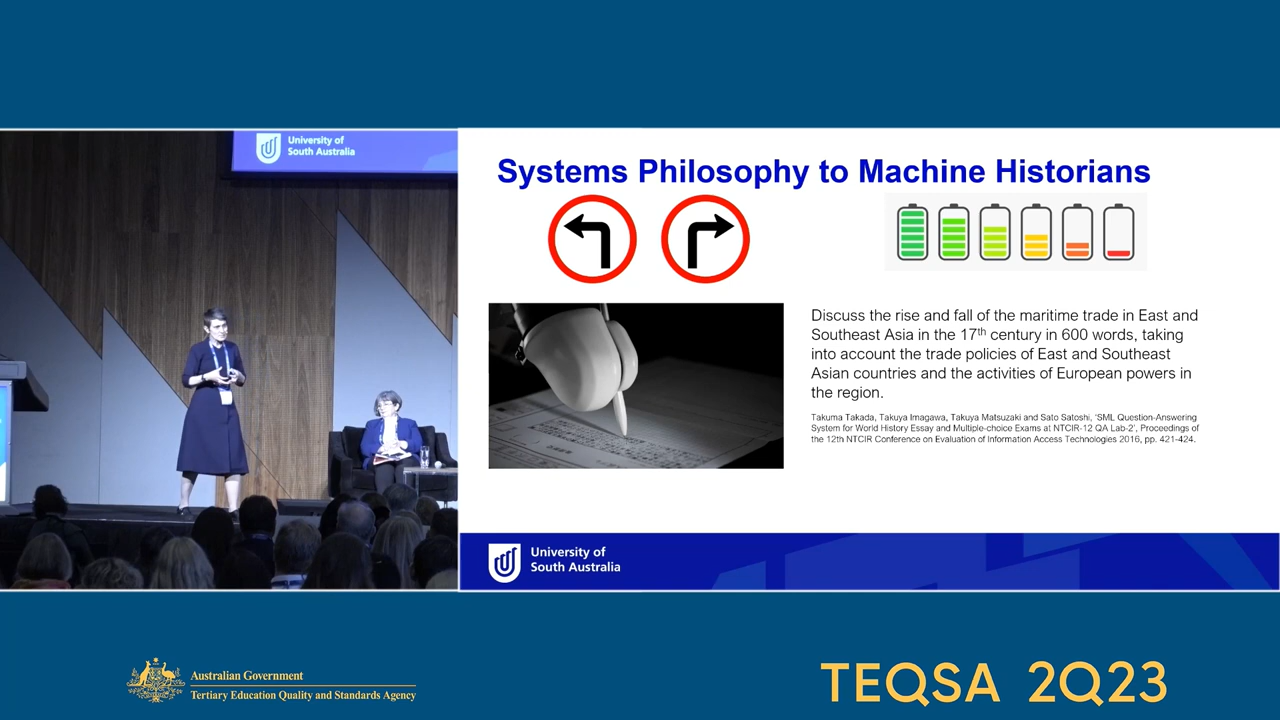 University of
South Australia
Systems Philosophy to Machine Historians
Discuss the rise and fall of the maritime trade in East and
Southeast Asia in the 17th century in 600 words, taking
into account the trade policies of East and Southeast
Asian countries and the activities of European powers in
the region.
Takuma Takada, Takuya Imagawa, Takuya Matsuzaki and Sato Satoshi, 'SML Question-Answering
System for World History Essay and Multiple-choice Exams at NTCIR-12 QA Lab-2', Proceedings of
the 12th NTCIR Conference on Evaluation of Information Access Technologies 2016, pp. 421-424.
University of
South Australia
Australian Government
Tertiary Education Quality and Standards Agency
TEQSA 2Q23